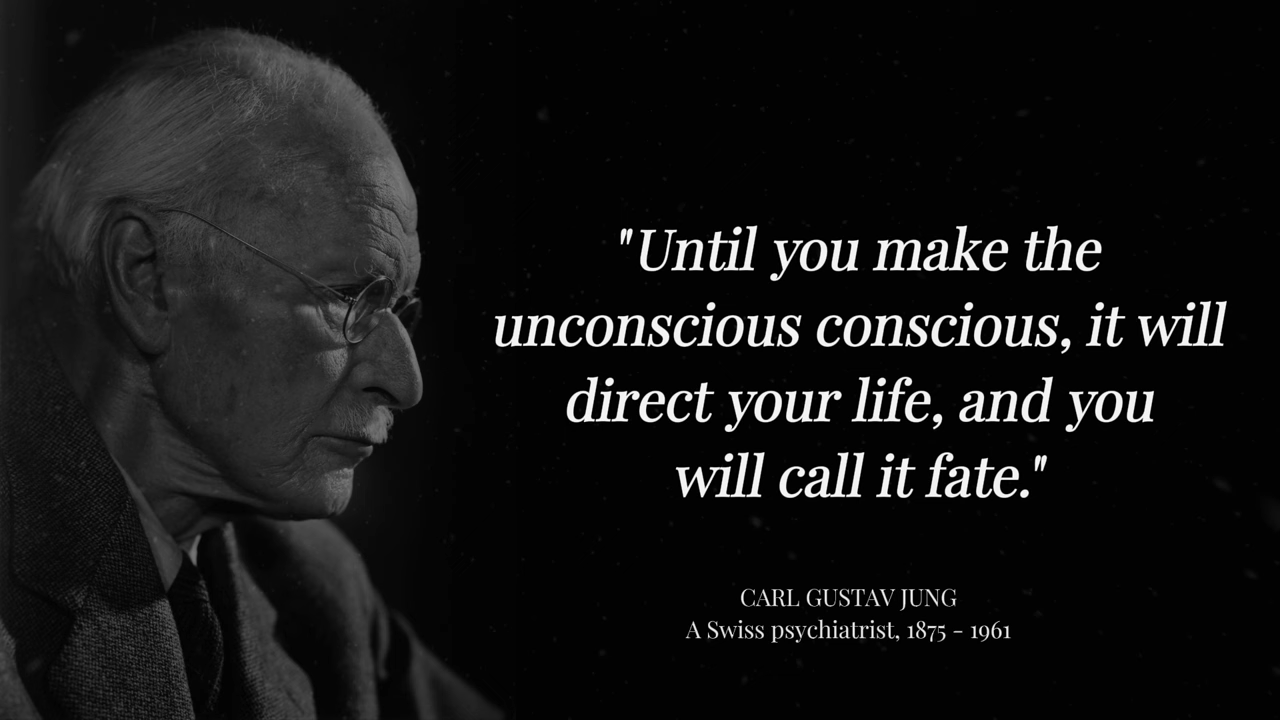 "Until you make the
unconscious conscious, it will
direct your life, and you
will call it fate."
CARL GUSTAV JUNG
A Swiss psychiatrist, 1875 - 1961